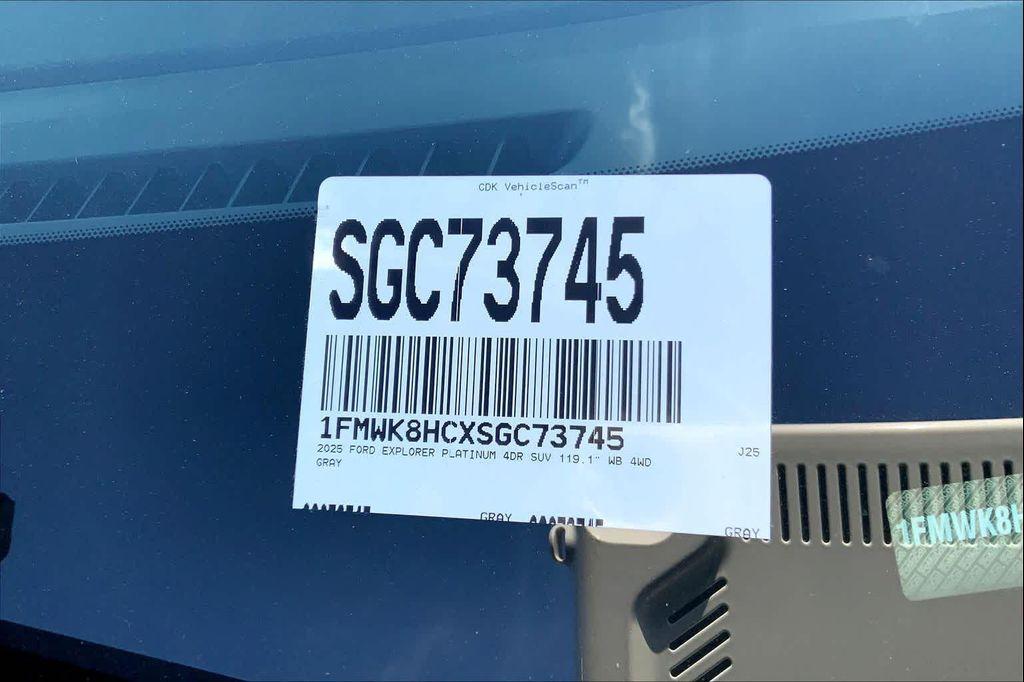 CDK VehicleScan™
SGC73745
1FMWK8HCXSGC73745
2025 FORD EXPLORER PLATINUM 4DR SUV 119.1" WB 4WD
J25
GRAY
GRAY
GRAY
1FMWK8H